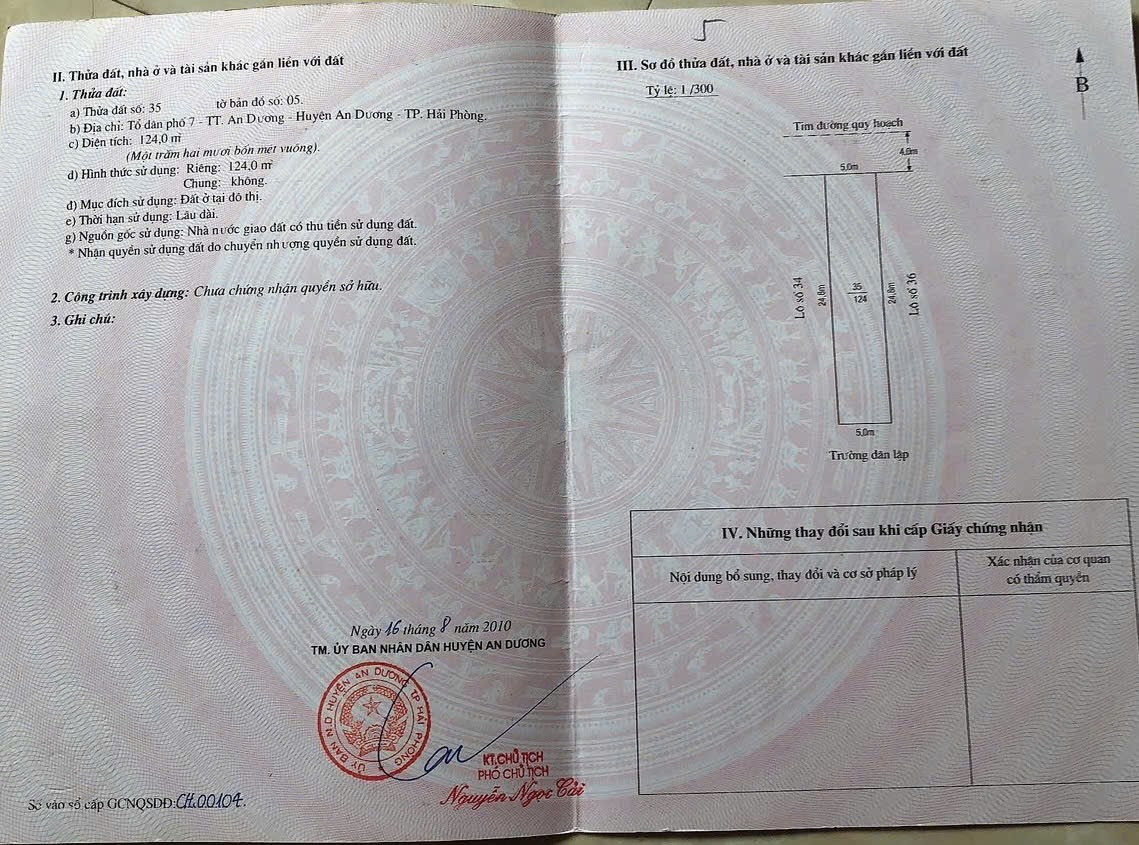 II. Thửa đất, nhà ở và tài sản khác gắn liền với đất
1. Thửa đất:
a) Thửa đất số: 35 tờ bản đồ số: 05.
b) Địa chỉ: Tổ dân phố 7 - TT. An Dương - Huyện An Dương - TP. Hải Phòng.
c) Diện tích: 124,0 m²
(Một trăm hai mươi bốn mét vuông).
d) Hình thức sử dụng: Riêng: 124,0 m²
Chung: không.
đ) Mục đích sử dụng: Đất ở tại đô thị.
e) Thời hạn sử dụng: Lâu dài.
g) Nguồn gốc sử dụng: Nhà nước giao đất có thu tiền sử dụng đất.
* Nhận quyền sử dụng đất do chuyển nhượng quyền sử dụng đất.
2. Công trình xây dựng: Chưa chứng nhận quyền sở hữu.
3. Ghi chú:
Ngày 16 tháng 8 năm 2010
TM. ỦY BAN NHÂN DÂN HUYỆN AN DƯƠNG
ỦY BAN N.D HUYỆN AN DƯƠNG TP HẢI PHÒNG
KT.CHỦ TỊCH
PHÓ CHỦ TỊCH
Nguyễn Ngọc Cải
Số vào sổ cấp GCNQSDĐ: CH.00104.
III. Sơ đồ thửa đất, nhà ở và tài sản khác gắn liền với đất
Tỷ lệ: 1 /300
B
Tim đường quy hoạch
4.0m
5.0m
Lô số 34
24.8m
35
124
24.8m
Lô số 36
5.0m
Trường dân lập
IV. Những thay đổi sau khi cấp Giấy chứng nhận
Nội dung bổ sung, thay đổi và cơ sở pháp lý
Xác nhận của cơ quan
có thẩm quyền